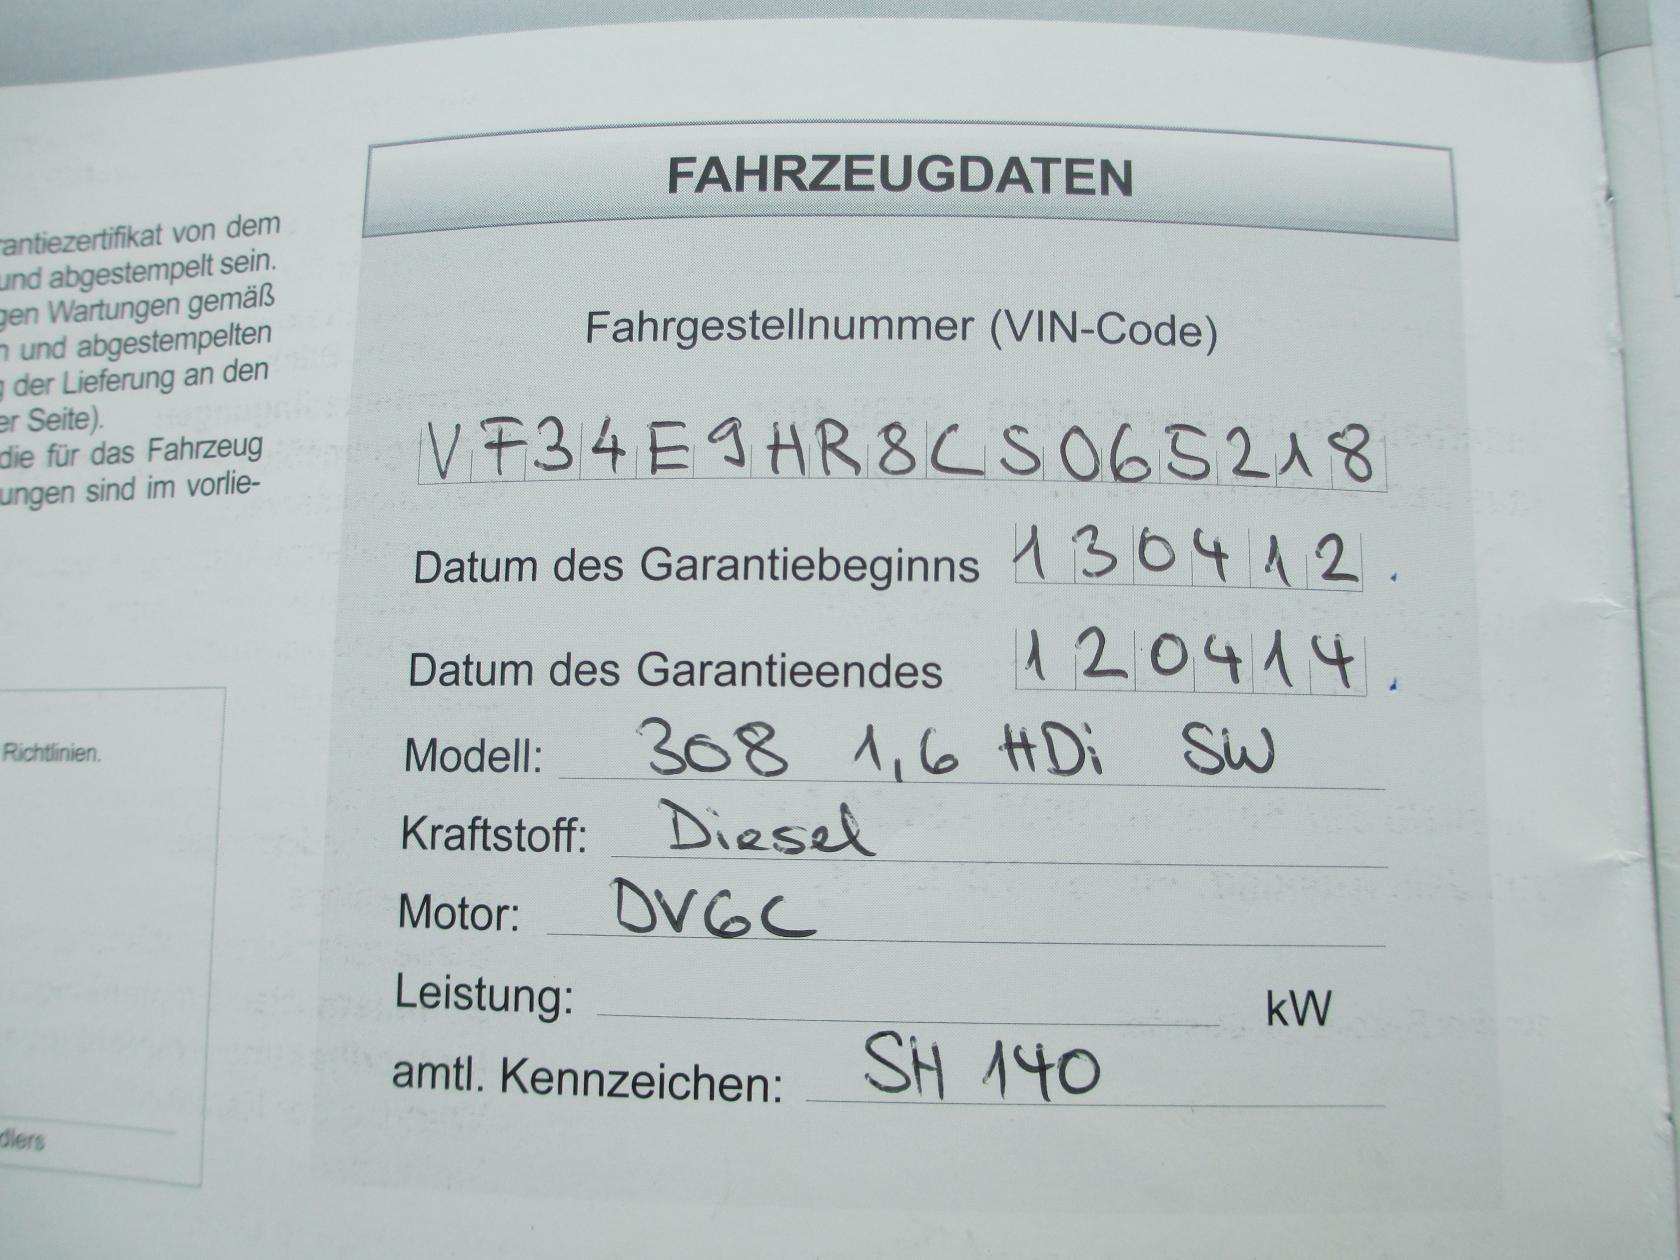 FAHRZEUGDATEN
Fahrgestellnummer (VIN-Code)
VF34E9HR8CS065218
Datum des Garantiebeginns 130412.
Datum des Garantieendes 120414.
Modell: 308 1,6 HDi SW
Kraftstoff: Diesel
Motor: DV6C
Leistung: kW
amtl. Kennzeichen: SH 140
rantiezertifikat von dem
und abgestempelt sein.
gen Wartungen gemäß
n und abgestempelten
g der Lieferung an den
er Seite).
die für das Fahrzeug
ungen sind im vorlie-
Richtlinien.
dlers